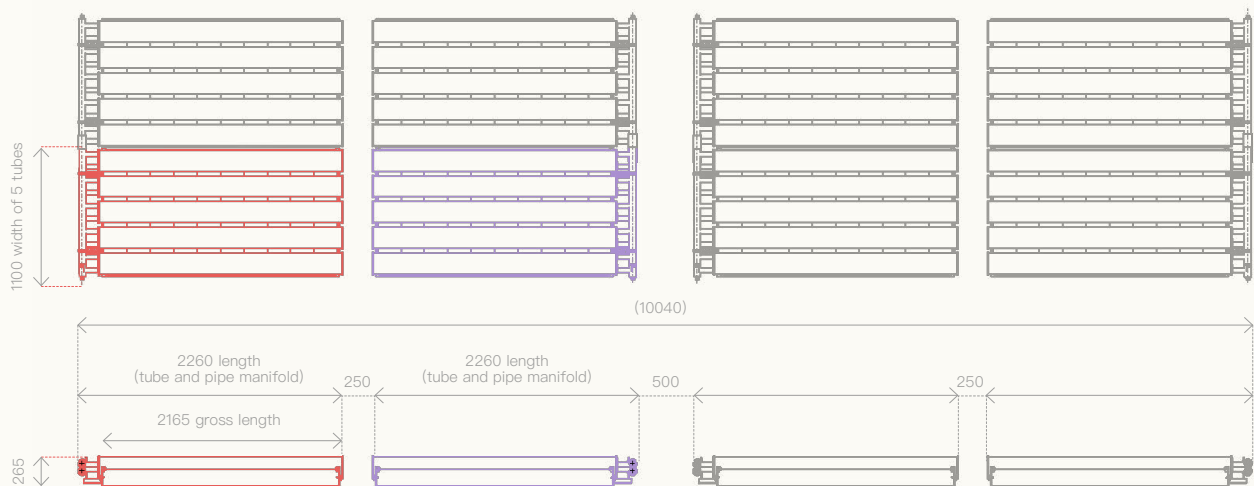 1100 width of 5 tubes
(10040)
2260 length
(tube and pipe manifold)
250
2260 length
(tube and pipe manifold)
500
250
2165 gross length
265